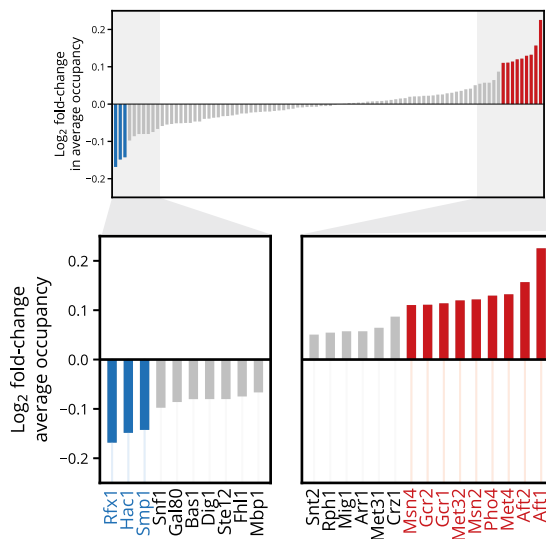 Log2 fold-change
in average occupancy
0.2
0.1
0.0
−0.1
−0.2
Log2 fold-change
average occupancy
0.2
0.1
0.0
−0.1
−0.2
Rfx1
Hac1
Smp1
Snf1
Gal80
Bas1
Dig1
Ste12
Fhl1
Mbp1
Snt2
Rph1
Mig1
Arr1
Met31
Crz1
Msn4
Gcr2
Gcr1
Met32
Msn2
Pho4
Met4
Aft2
Aft1